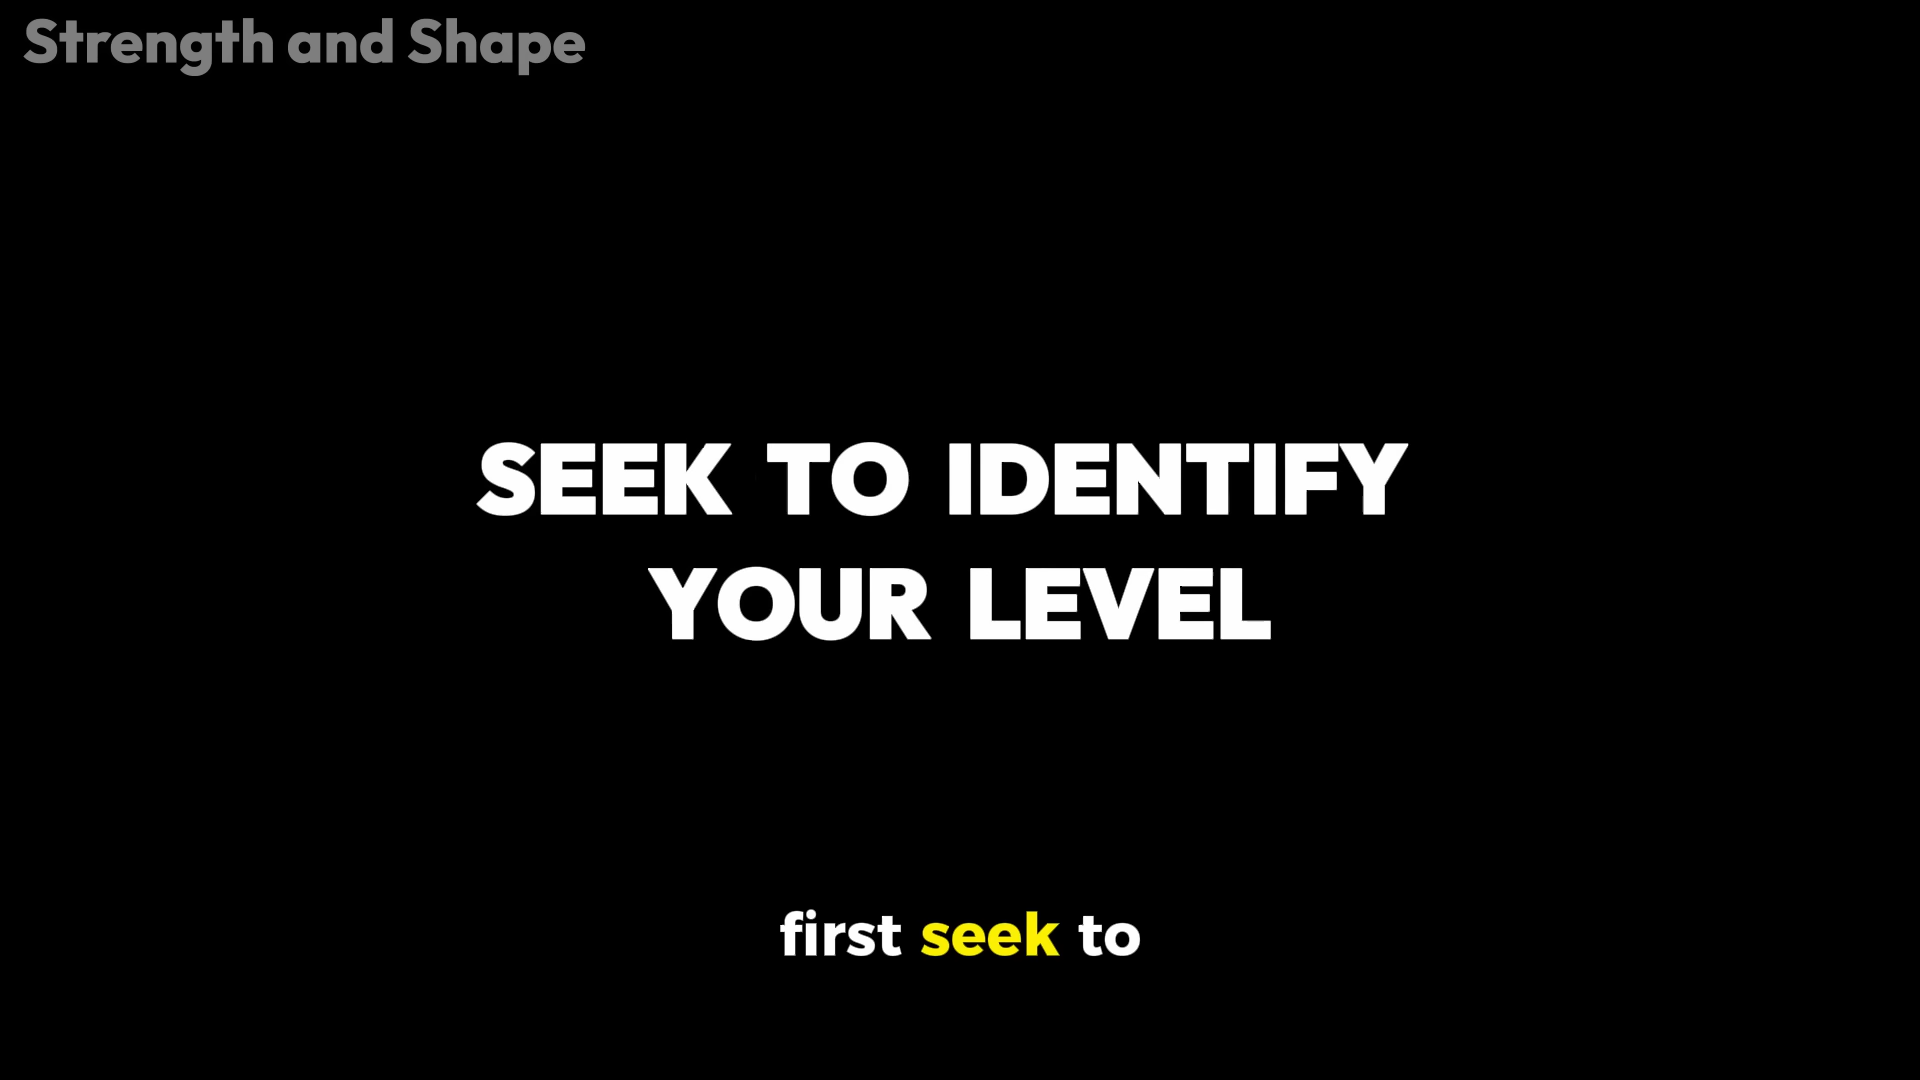 Strength and Shape
SEEK TO IDENTIFY
YOUR LEVEL
first seek to